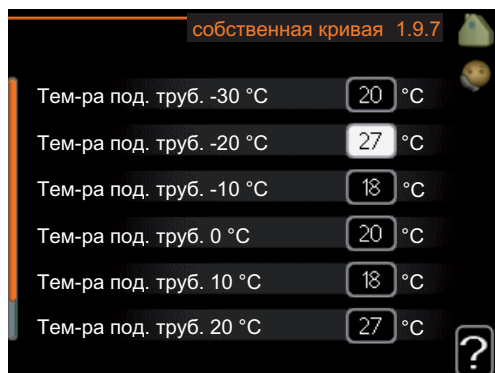 собственная кривая 1.9.7
Тем-ра под. труб. -30 °C 20 °C
Тем-ра под. труб. -20 °C 27 °C
Тем-ра под. труб. -10 °C 18 °C
Тем-ра под. труб. 0 °C 20 °C
Тем-ра под. труб. 10 °C 18 °C
Тем-ра под. труб. 20 °C 27 °C
?